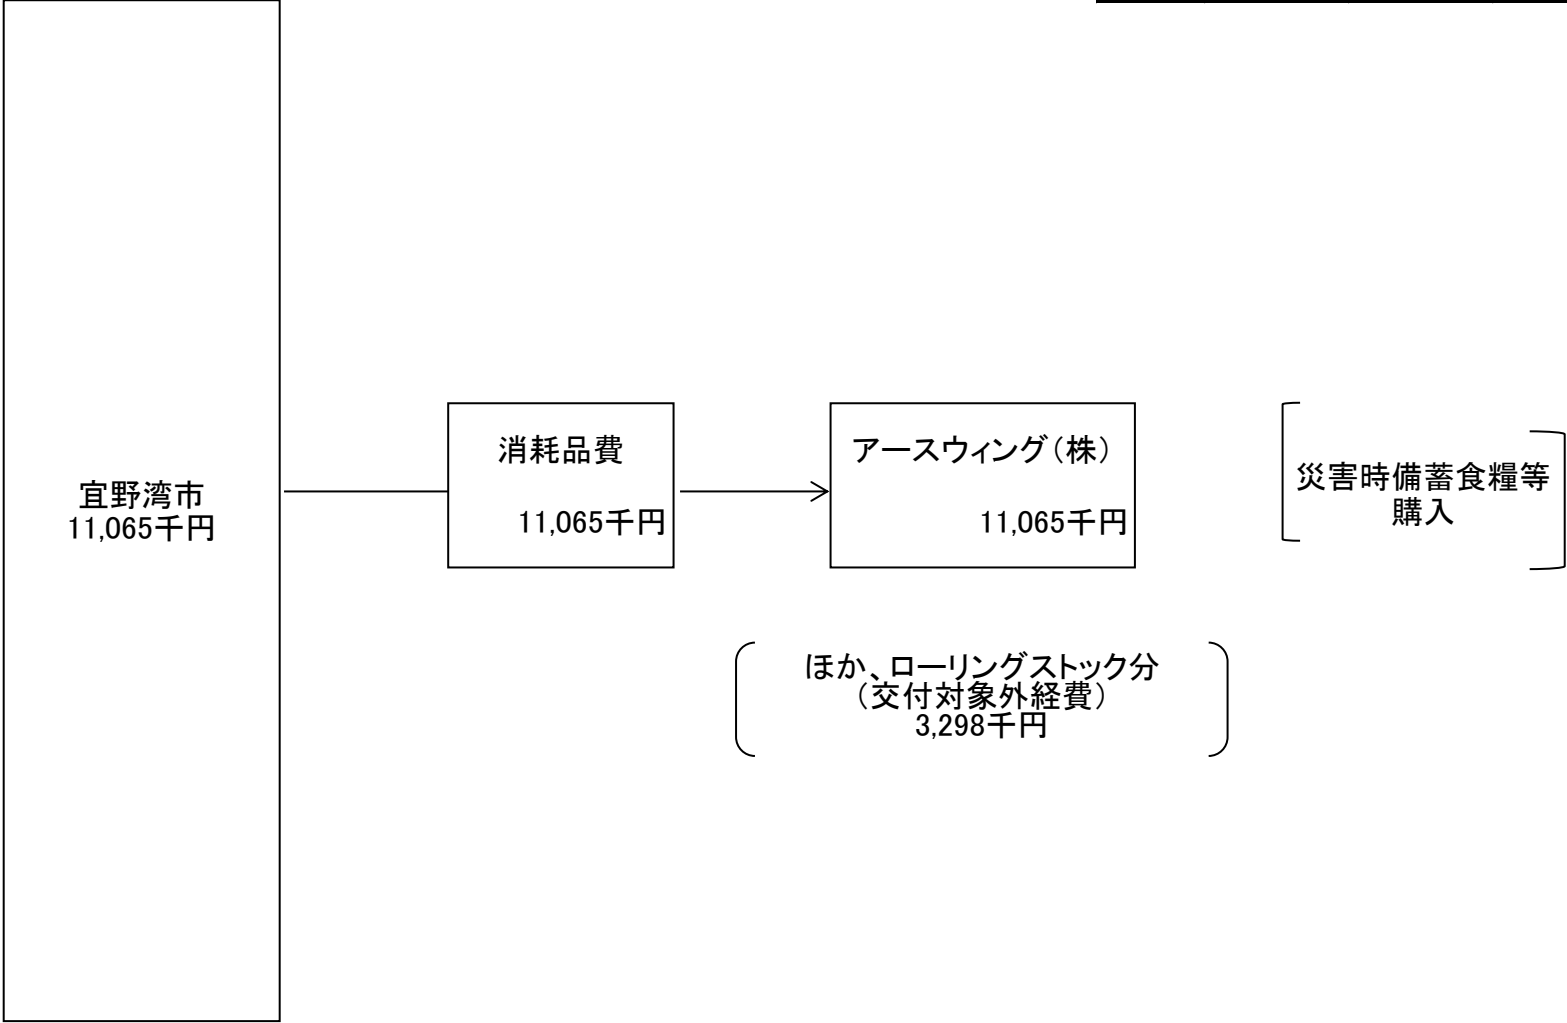 宜野湾市
11,065千円
消耗品費
11,065千円
アースウィング（株）
11,065千円
災害時備蓄食糧等
購入
ほか、ローリングストック分
（交付対象外経費）
3,298千円